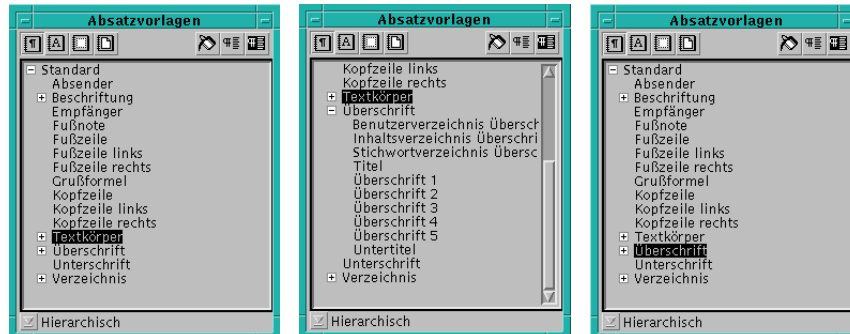 Absatzvorlagen
Standard
Absender
Beschriftung
Empfänger
Fußnote
Fußzeile
Fußzeile links
Fußzeile rechts
Grußformel
Kopfzeile
Kopfzeile links
Kopfzeile rechts
Textkörper
Überschrift
Unterschrift
Verzeichnis
Hierarchisch
Absatzvorlagen
Kopfzeile links
Kopfzeile rechts
Textkörper
Überschrift
Benutzerverzeichnis Übersch
Inhaltsverzeichnis Überschri
Stichwortverzeichnis Übersc
Titel
Überschrift 1
Überschrift 2
Überschrift 3
Überschrift 4
Überschrift 5
Untertitel
Unterschrift
Verzeichnis
Hierarchisch
Absatzvorlagen
Standard
Absender
Beschriftung
Empfänger
Fußnote
Fußzeile
Fußzeile links
Fußzeile rechts
Grußformel
Kopfzeile
Kopfzeile links
Kopfzeile rechts
Textkörper
Überschrift
Unterschrift
Verzeichnis
Hierarchisch